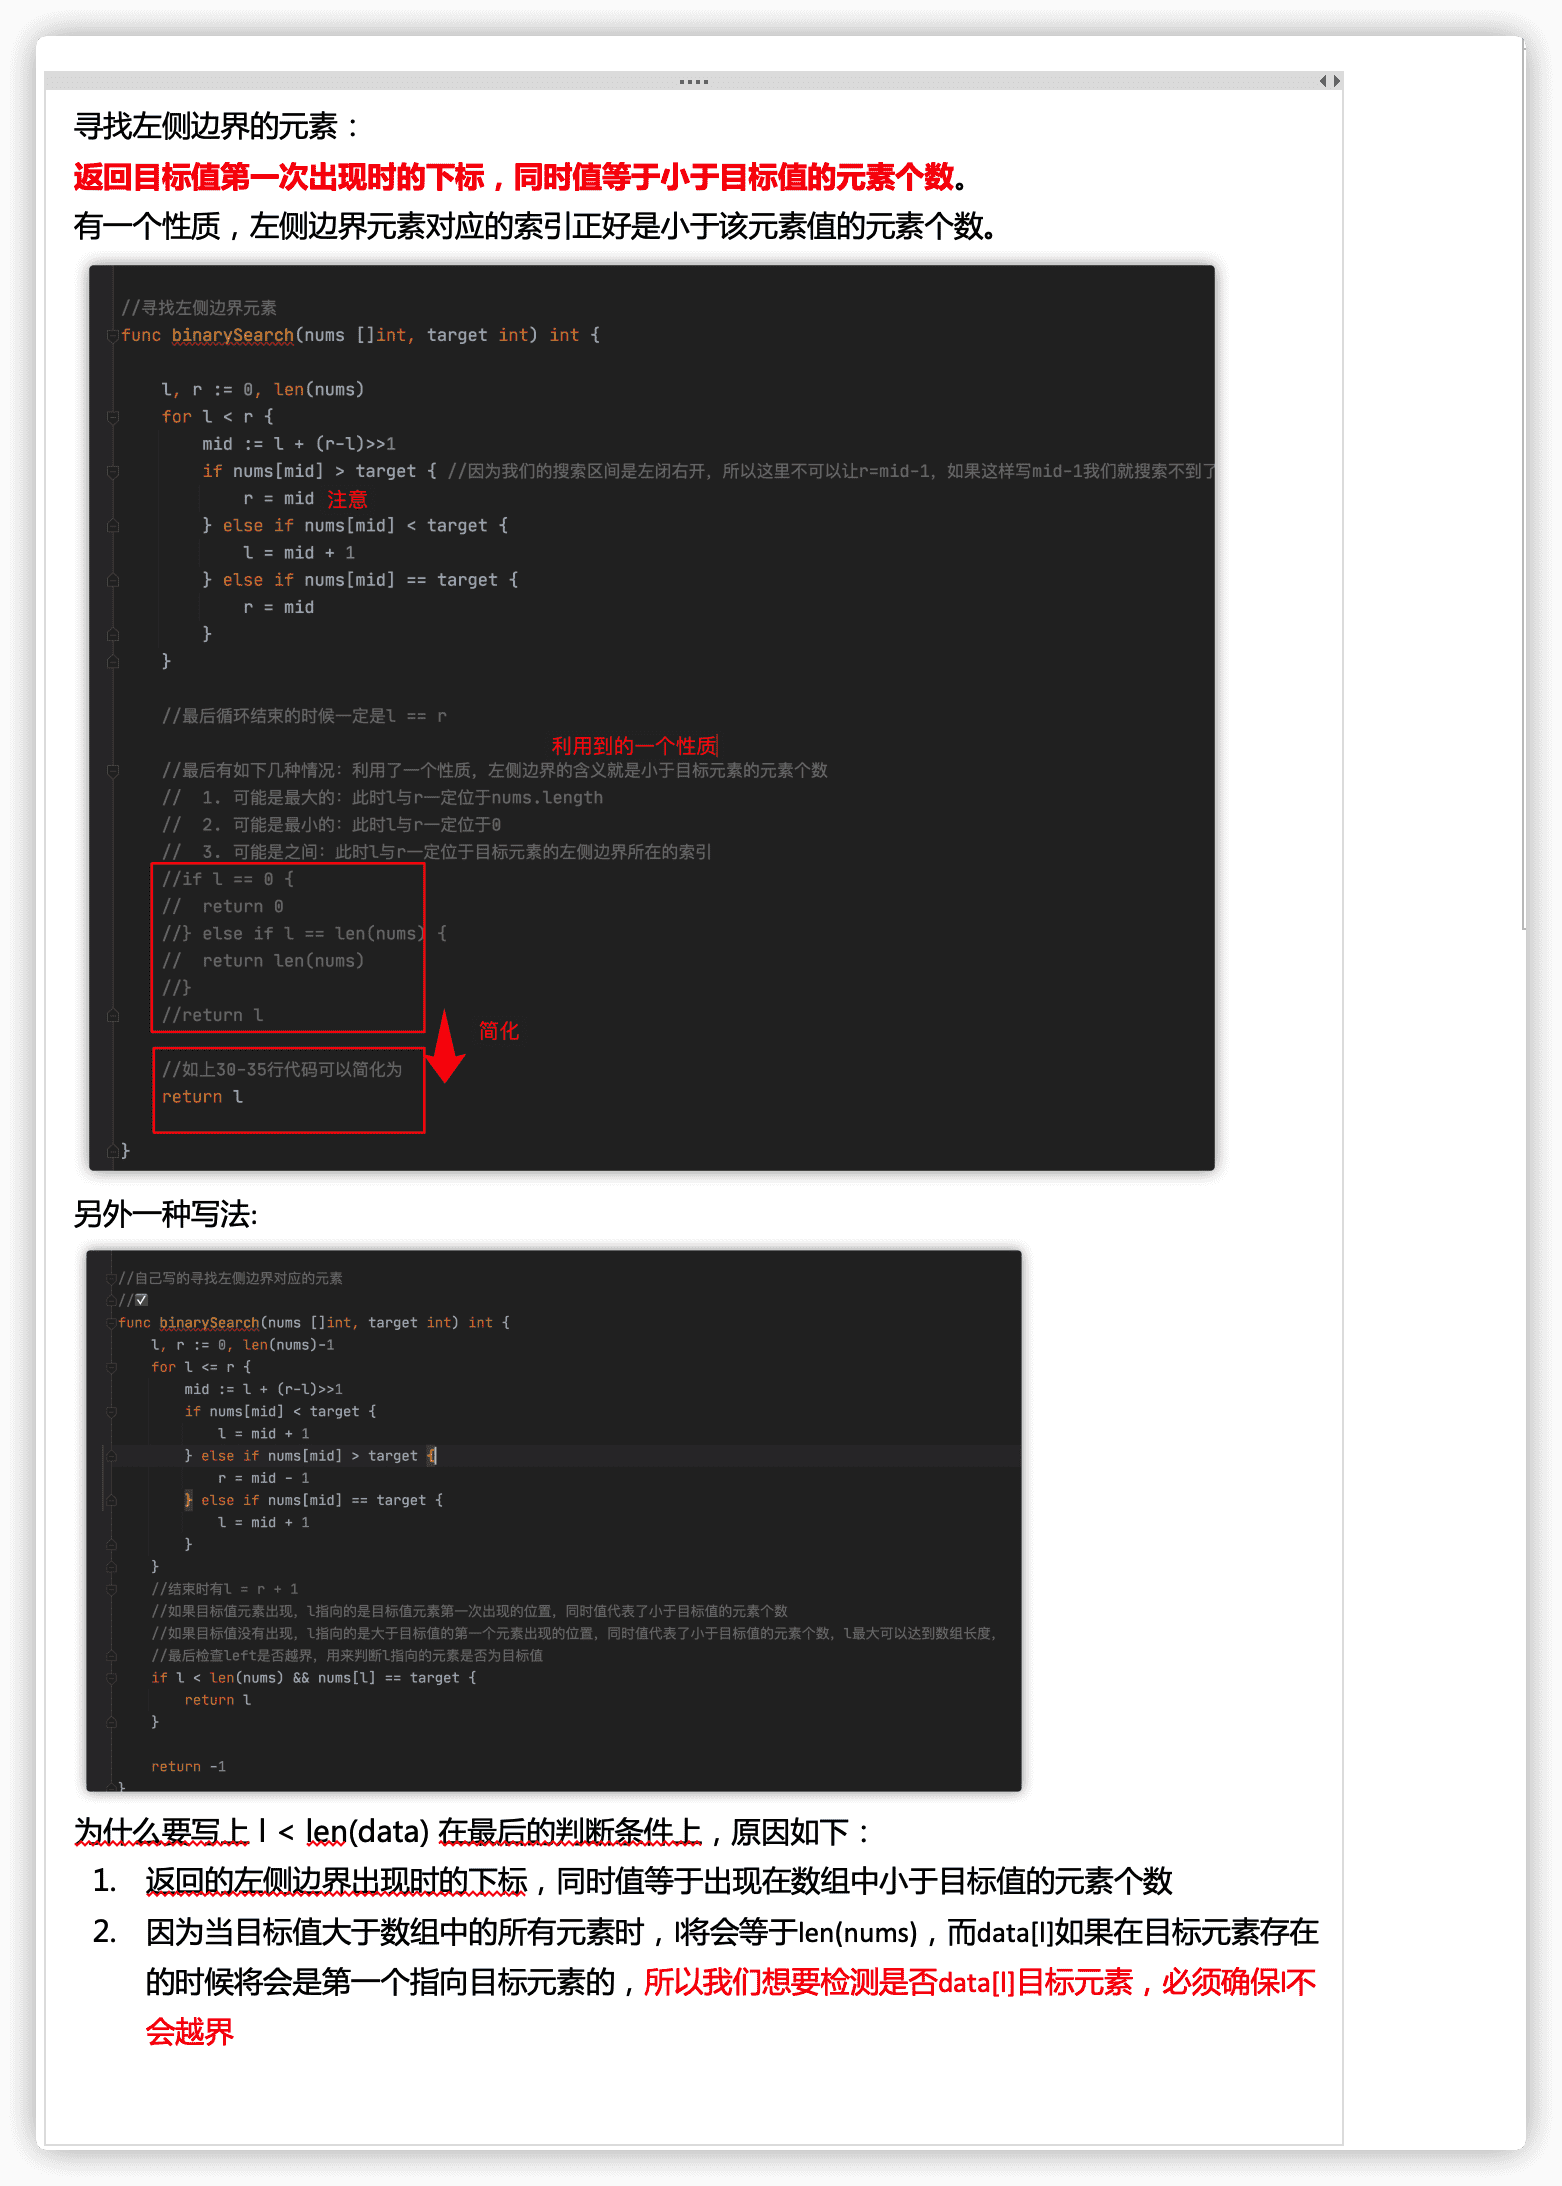 寻找左侧边界的元素：
返回目标值第一次出现时的下标，同时值等于小于目标值的元素个数。
有一个性质，左侧边界元素对应的索引正好是小于该元素值的元素个数。
//寻找左侧边界元素
func binarySearch(nums []int, target int) int {
l, r := 0, len(nums)
for l < r {
mid := l + (r-l)>>1
if nums[mid] > target { //因为我们的搜索区间是左闭右开，所以这里不可以让r=mid-1，如果这样写mid-1我们就搜索不到了
r = mid 注意
} else if nums[mid] < target {
l = mid + 1
} else if nums[mid] == target {
r = mid
}
}
//最后循环结束的时候一定是l == r
利用到的一个性质
//最后有如下几种情况：利用了一个性质，左侧边界的含义就是小于目标元素的元素个数
// 1. 可能是最大的：此时l与r一定位于nums.length
// 2. 可能是最小的：此时l与r一定位于0
// 3. 可能是之间：此时l与r一定位于目标元素的左侧边界所在的索引
//if l == 0 {
// return 0
//} else if l == len(nums) {
// return len(nums)
//}
//return l
简化
//如上30-35行代码可以简化为
return l
}
另外一种写法:
//自己写的寻找左侧边界对应的元素
//☑
func binarySearch(nums []int, target int) int {
l, r := 0, len(nums)-1
for l <= r {
mid := l + (r-l)>>1
if nums[mid] < target {
l = mid + 1
} else if nums[mid] > target {
r = mid - 1
} else if nums[mid] == target {
l = mid + 1
}
}
//结束时有l = r + 1
//如果目标值元素出现，l指向的是目标值元素第一次出现的位置，同时值代表了小于目标值的元素个数
//如果目标值没有出现，l指向的是大于目标值的第一个元素出现的位置，同时值代表了小于目标值的元素个数，l最大可以达到数组长度，
//最后检查left是否越界，用来判断l指向的元素是否为目标值
if l < len(nums) && nums[l] == target {
return l
}
return -1
}
为什么要写上 l < len(data) 在最后的判断条件上，原因如下：
1. 返回的左侧边界出现时的下标，同时值等于出现在数组中小于目标值的元素个数
2. 因为当目标值大于数组中的所有元素时，l将会等于len(nums)，而data[l]如果在目标元素存在
的时候将会是第一个指向目标元素的，所以我们想要检测是否data[l]目标元素，必须确保l不
会越界